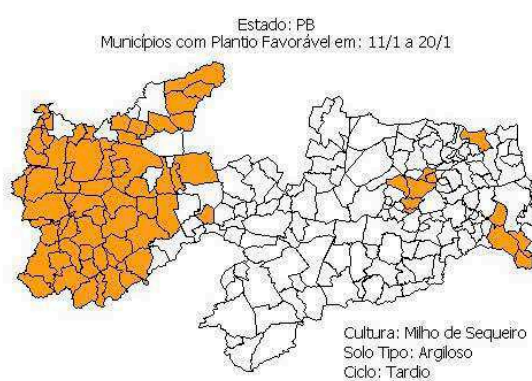 Estado: PB
Municípios com Plantio Favorável em: 11/1 a 20/1
Cultura: Milho de Sequeiro
Solo Tipo: Argiloso
Ciclo: Tardio